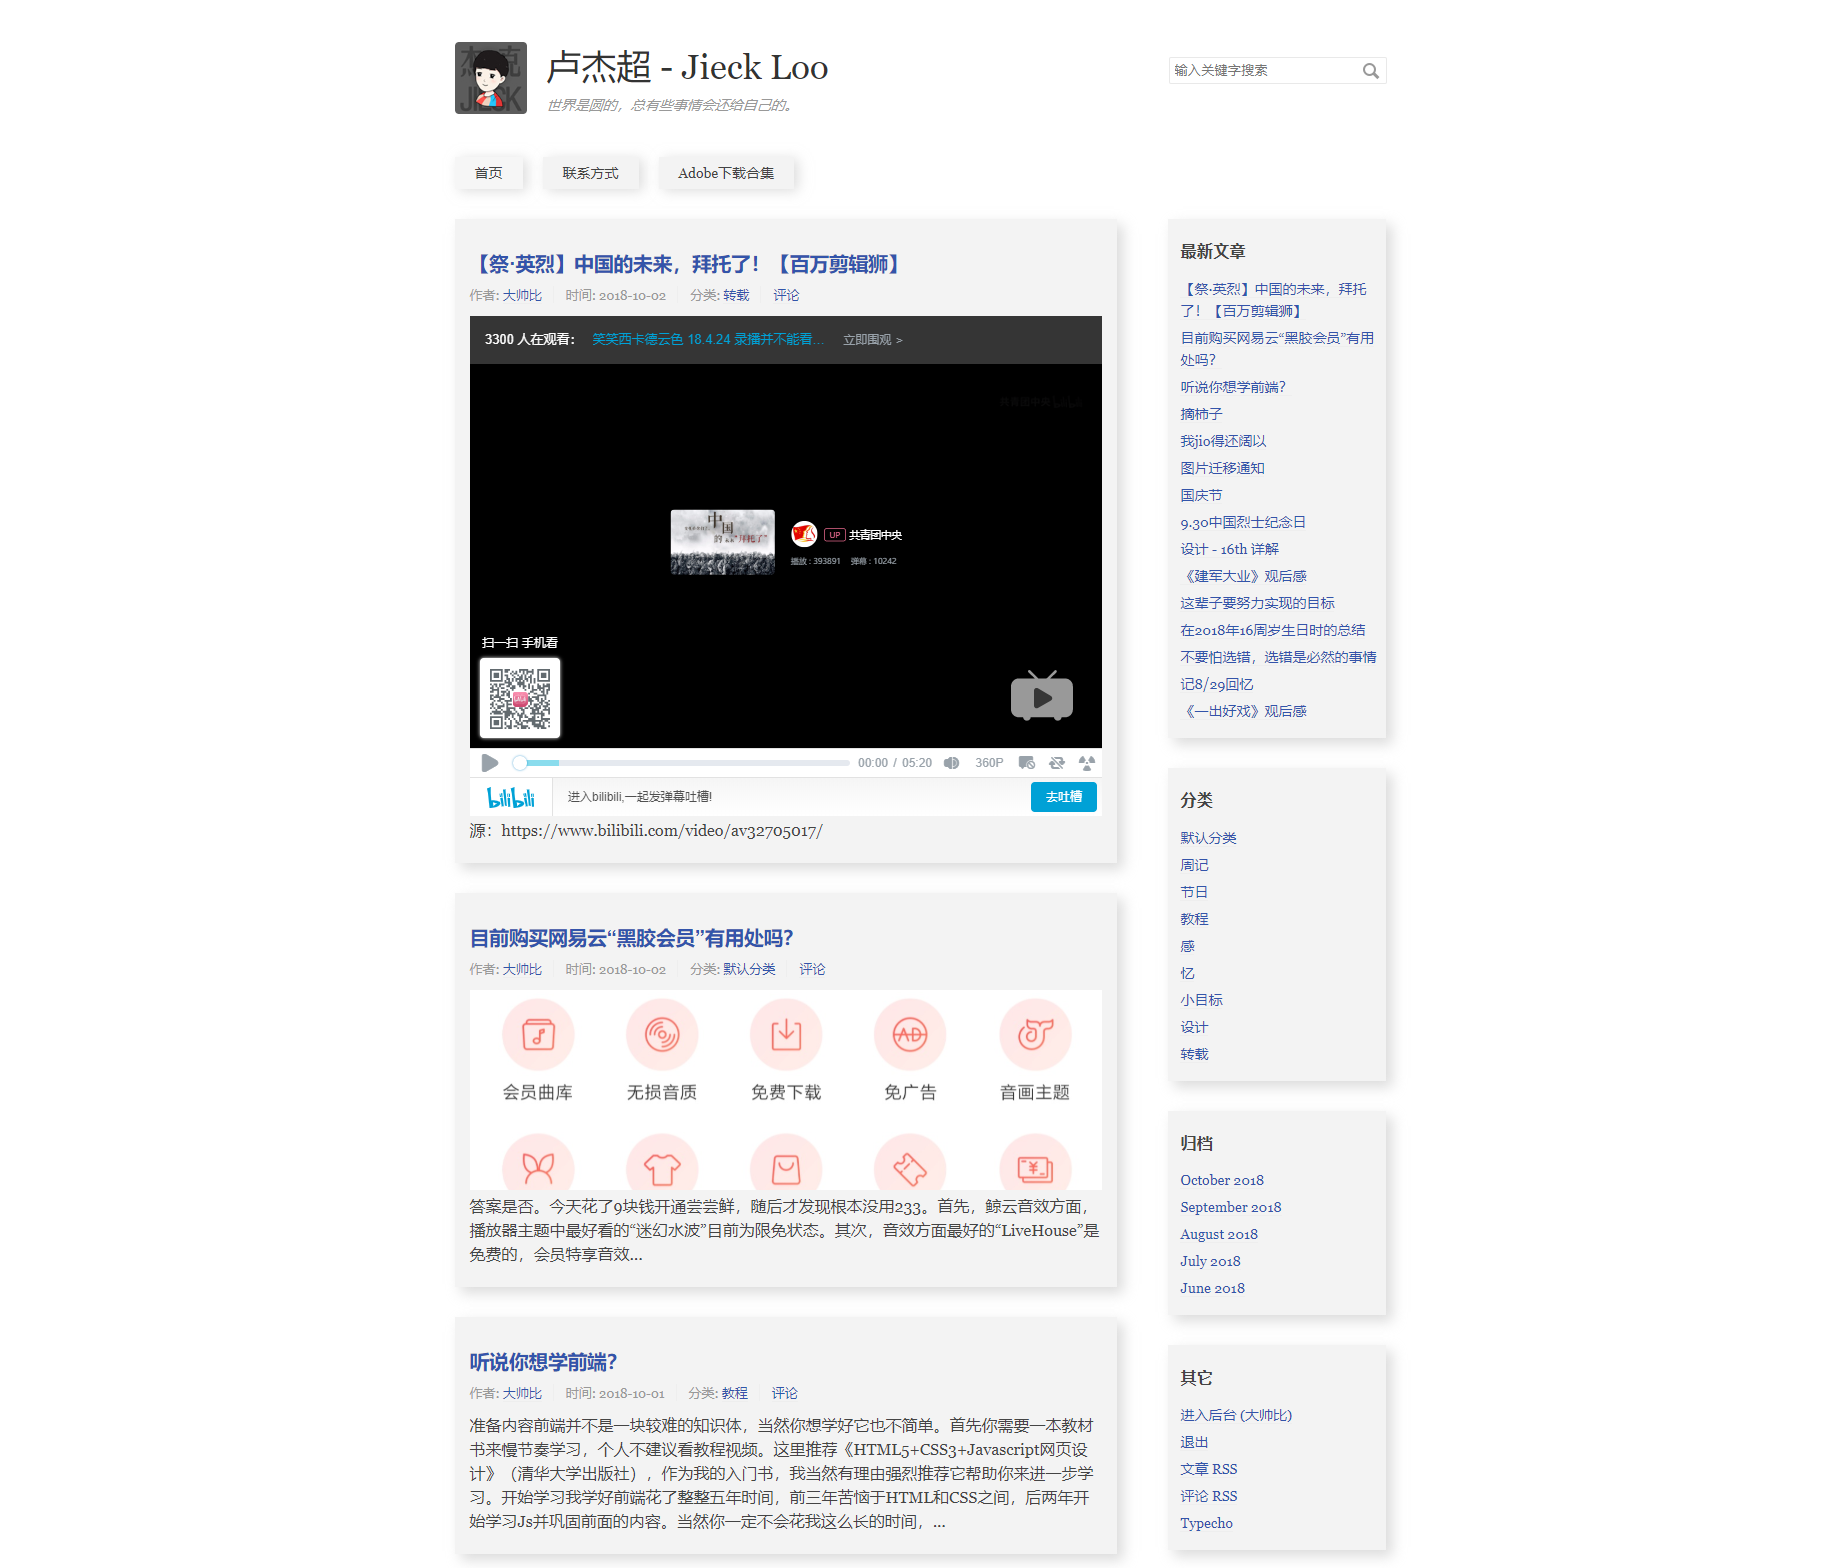 杰克
JIECK
卢杰超 - Jieck Loo
世界是圆的，总有些事情会还给自己的。
输入关键字搜索
首页
联系方式
Adobe下载合集
【祭·英烈】中国的未来，拜托了！【百万剪辑狮】
作者: 大帅比 时间: 2018-10-02 分类: 转载 评论
3300 人在观看： 笑笑西卡德云色 18.4.24 录播并不能看... 立即围观 >
共青团中央 bilibili
中国的 "拜托了"
UP 共青团中央
播放 : 393891 弹幕 : 10242
扫一扫 手机看
00:00 / 05:20 360P
bilibili 进入bilibili,一起发弹幕吐槽! 去吐槽
源：https://www.bilibili.com/video/av32705017/
目前购买网易云“黑胶会员”有用处吗？
作者: 大帅比 时间: 2018-10-02 分类: 默认分类 评论
会员曲库 无损音质 免费下载 免广告 音画主题
答案是否。今天花了9块钱开通尝尝鲜，随后才发现根本没用233。首先，鲸云音效方面，
播放器主题中最好看的“迷幻水波”目前为限免状态。其次，音效方面最好的“LiveHouse”是
免费的，会员特享音效...
听说你想学前端？
作者: 大帅比 时间: 2018-10-01 分类: 教程 评论
准备内容前端并不是一块较难的知识体，当然你想学好它也不简单。首先你需要一本教材
书来慢节奏学习，个人不建议看教程视频。这里推荐《HTML5+CSS3+Javascript网页设
计》（清华大学出版社），作为我的入门书，我当然有理由强烈推荐它帮助你来进一步学
习。开始学习我学好前端花了整整五年时间，前三年苦恼于HTML和CSS之间，后两年开
始学习Js并巩固前面的内容。当然你一定不会花我这么长的时间，...
最新文章
【祭·英烈】中国的未来，拜托
了！【百万剪辑狮】
目前购买网易云“黑胶会员”有用
处吗？
听说你想学前端？
摘柿子
我jio得还阔以
图片迁移通知
国庆节
9.30中国烈士纪念日
设计 - 16th 详解
《建军大业》观后感
这辈子要努力实现的目标
在2018年16周岁生日时的总结
不要怕选错，选错是必然的事情
记8/29回忆
《一出好戏》观后感
分类
默认分类
周记
节日
教程
感
忆
小目标
设计
转载
归档
October 2018
September 2018
August 2018
July 2018
June 2018
其它
进入后台 (大帅比)
退出
文章 RSS
评论 RSS
Typecho